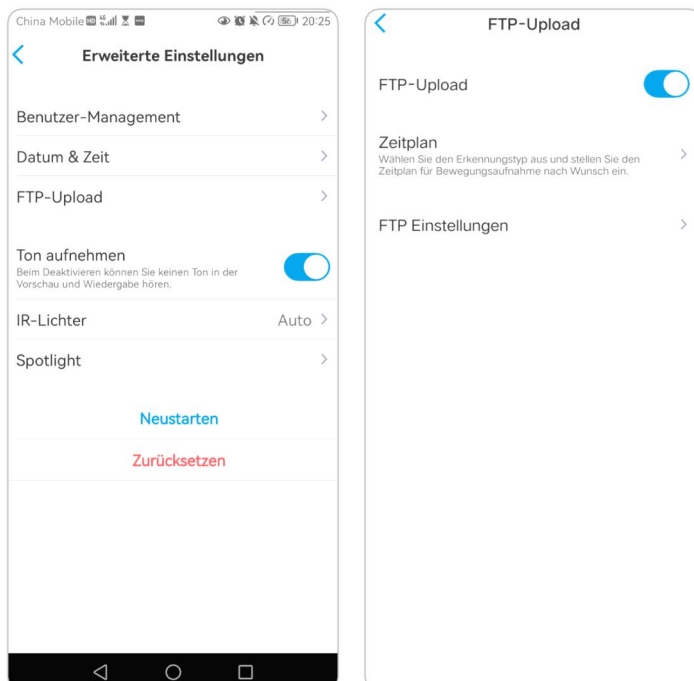 China Mobile 56 20:25
Erweiterte Einstellungen
Benutzer-Management
Datum & Zeit
FTP-Upload
Ton aufnehmen
Beim Deaktivieren können Sie keinen Ton in der
Vorschau und Wiedergabe hören.
IR-Lichter Auto
Spotlight
Neustarten
Zurücksetzen
FTP-Upload
FTP-Upload
Zeitplan
Wählen Sie den Erkennungstyp aus und stellen Sie den
Zeitplan für Bewegungsaufnahme nach Wunsch ein.
FTP Einstellungen